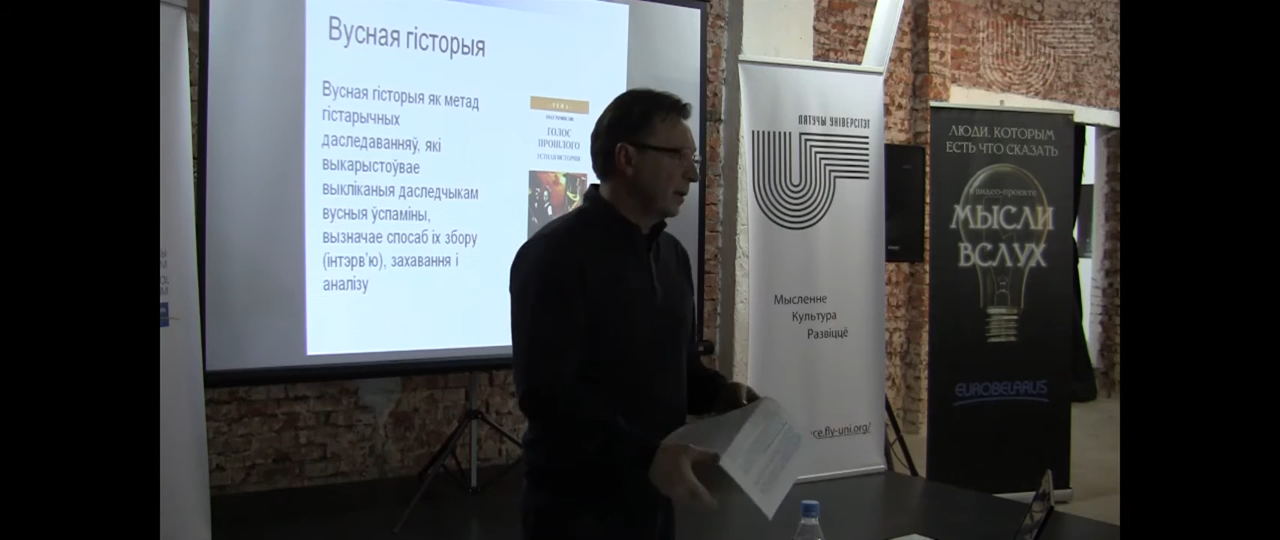 Вусная гісторыя
Вусная гісторыя як метад
гістарычных
даследаванняў, які
выкарыстоўвае
выкліканыя даследчыкам
вусныя ўспаміны,
вызначае спосаб іх збору
(інтэрв'ю), захавання і
аналізу
ГОЛОС
ПРОШЛОГО
УСТНАЯ ИСТОРИЯ
ЛЯТУЧЫ УНІВЕРСІТЭТ
Мысленне
Культура
Развіццё
ce.fly-uni.org/
ЛЮДИ, КОТОРЫМ
ЕСТЬ ЧТО СКАЗАТЬ
в видео-проекте
МЫСЛИ
ВСЛУХ
EUROBELARUS